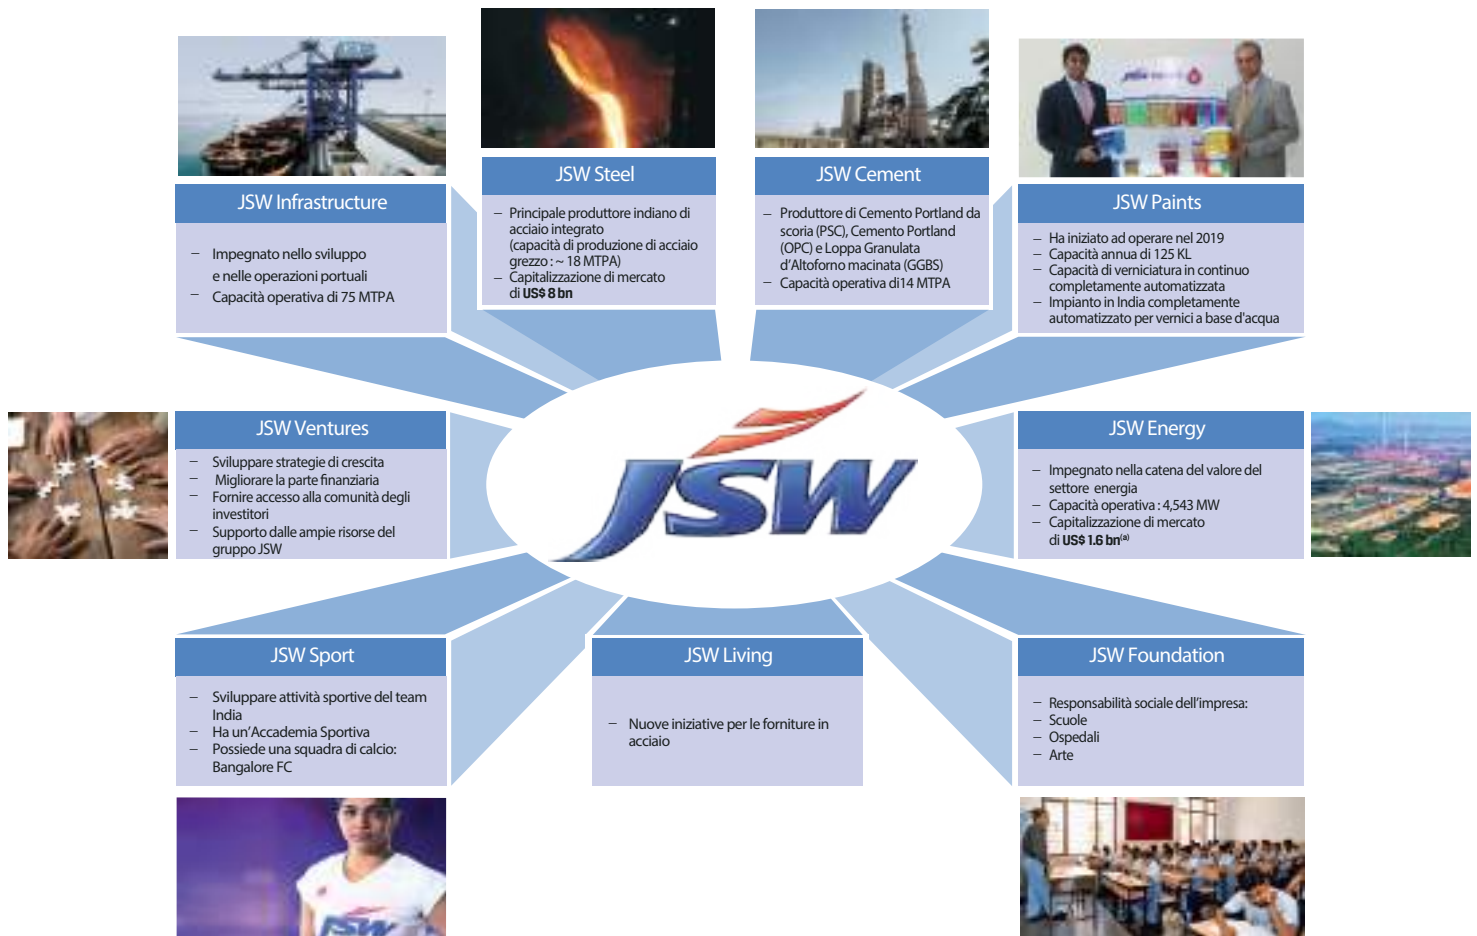 JSW Steel
– Principale produttore indiano di
acciaio integrato
(capacità di produzione di acciaio
grezzo : ~ 18 MTPA)
– Capitalizzazione di mercato
di US$ 8 bn
JSW Cement
– Produttore di Cemento Portland da
scoria (PSC), Cemento Portland
(OPC) e Loppa Granulata
d'Altoforno macinata (GGBS)
– Capacità operativa di14 MTPA
JSW Infrastructure
– Impegnato nello sviluppo
e nelle operazioni portuali
– Capacità operativa di 75 MTPA
JSW Paints
– Ha iniziato ad operare nel 2019
– Capacità annua di 125 KL
– Capacità di verniciatura in continuo
completamente automatizzata
– Impianto in India completamente
automatizzato per vernici a base d'acqua
JSW Ventures
– Sviluppare strategie di crescita
– Migliorare la parte finanziaria
– Fornire accesso alla comunità degli
investitori
– Supporto dalle ampie risorse del
gruppo JSW
JSW
JSW Energy
– Impegnato nella catena del valore del
settore energia
– Capacità operativa : 4,543 MW
– Capitalizzazione di mercato
di US$ 1.6 bn(a)
JSW Sport
– Sviluppare attività sportive del team
India
– Ha un'Accademia Sportiva
– Possiede una squadra di calcio:
Bangalore FC
JSW Living
– Nuove iniziative per le forniture in
acciaio
JSW Foundation
– Responsabilità sociale dell'impresa:
– Scuole
– Ospedali
– Arte
JSW